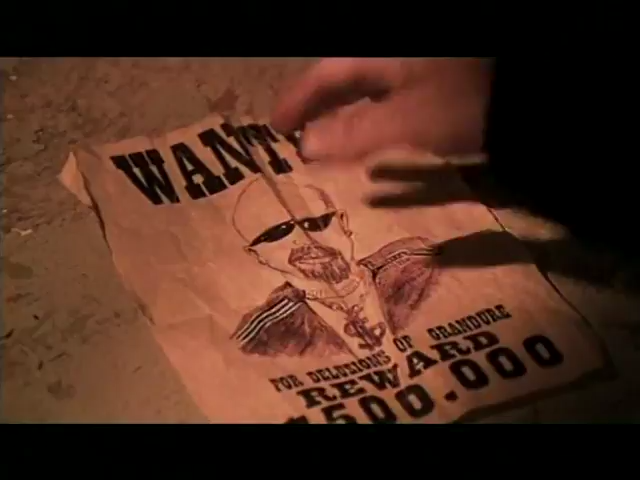 WANT
FOR DELUSIONS OF GRANDURE
REWARD
$500.000